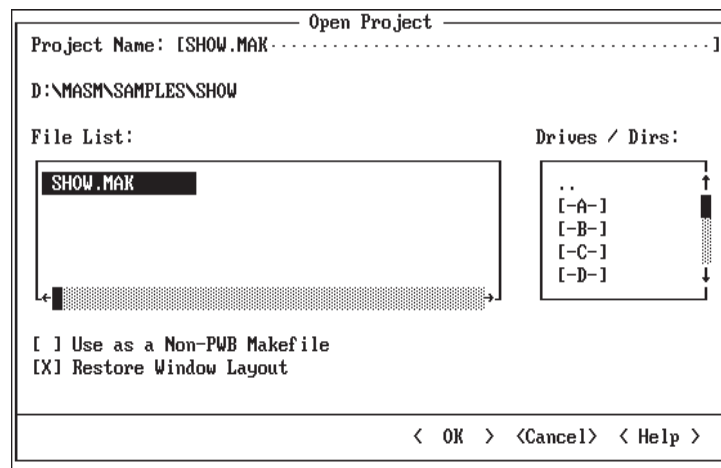 Open Project
Project Name: [SHOW.MAK·········································]
D:\MASM\SAMPLES\SHOW
File List:
Drives / Dirs:
SHOW.MAK
..
[-A-]
[-B-]
[-C-]
[-D-]
[ ] Use as a Non-PWB Makefile
[X] Restore Window Layout
< OK > <Cancel> < Help >